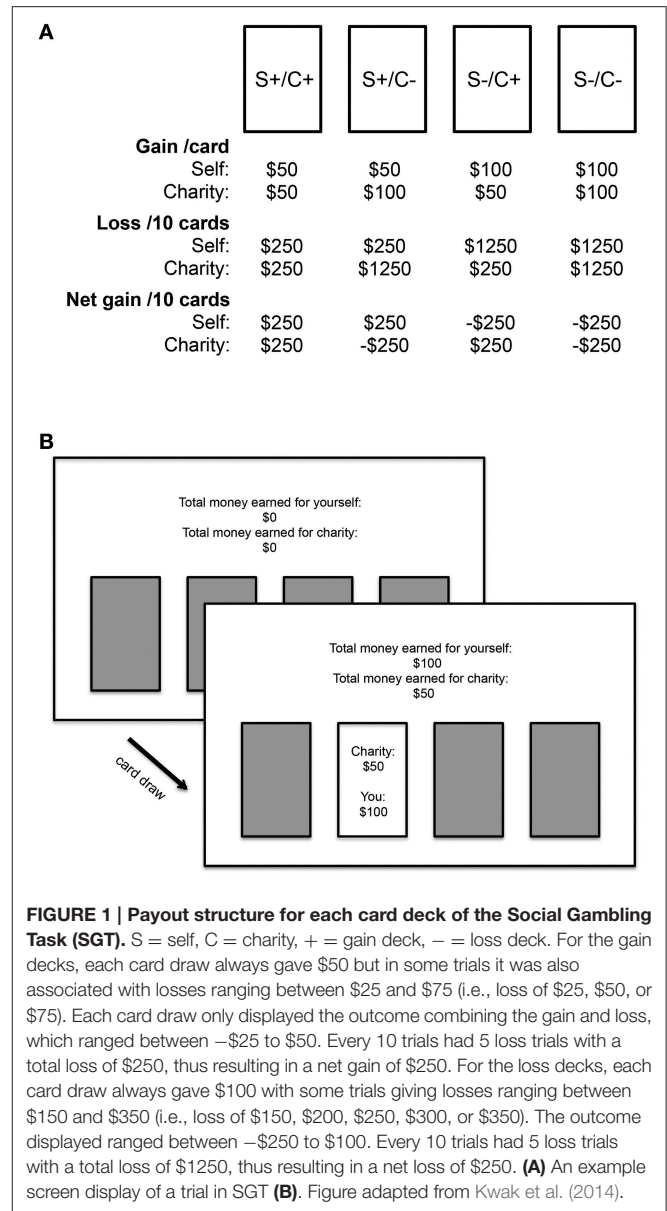 A
S+/C+ S+/C- S-/C+ S-/C-
Gain /card
Self: $50 $50 $100 $100
Charity: $50 $100 $50 $100
Loss /10 cards
Self: $250 $250 $1250 $1250
Charity: $250 $1250 $250 $1250
Net gain /10 cards
Self: $250 $250 -$250 -$250
Charity: $250 -$250 $250 -$250
B
Total money earned for yourself:
$0
Total money earned for charity:
$0
card draw
Total money earned for yourself:
$100
Total money earned for charity:
$50
Charity:
$50
You:
$100
FIGURE 1 | Payout structure for each card deck of the Social Gambling
Task (SGT). S = self, C = charity, + = gain deck, − = loss deck. For the gain
decks, each card draw always gave $50 but in some trials it was also
associated with losses ranging between $25 and $75 (i.e., loss of $25, $50, or
$75). Each card draw only displayed the outcome combining the gain and loss,
which ranged between −$25 to $50. Every 10 trials had 5 loss trials with a
total loss of $250, thus resulting in a net gain of $250. For the loss decks, each
card draw always gave $100 with some trials giving losses ranging between
$150 and $350 (i.e., loss of $150, $200, $250, $300, or $350). The outcome
displayed ranged between −$250 to $100. Every 10 trials had 5 loss trials
with a total loss of $1250, thus resulting in a net loss of $250. (A) An example
screen display of a trial in SGT (B). Figure adapted from Kwak et al. (2014).